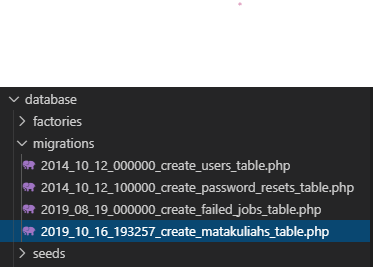 database
factories
migrations
2014_10_12_000000_create_users_table.php
2014_10_12_100000_create_password_resets_table.php
2019_08_19_000000_create_failed_jobs_table.php
2019_10_16_193257_create_matakuliahs_table.php
seeds